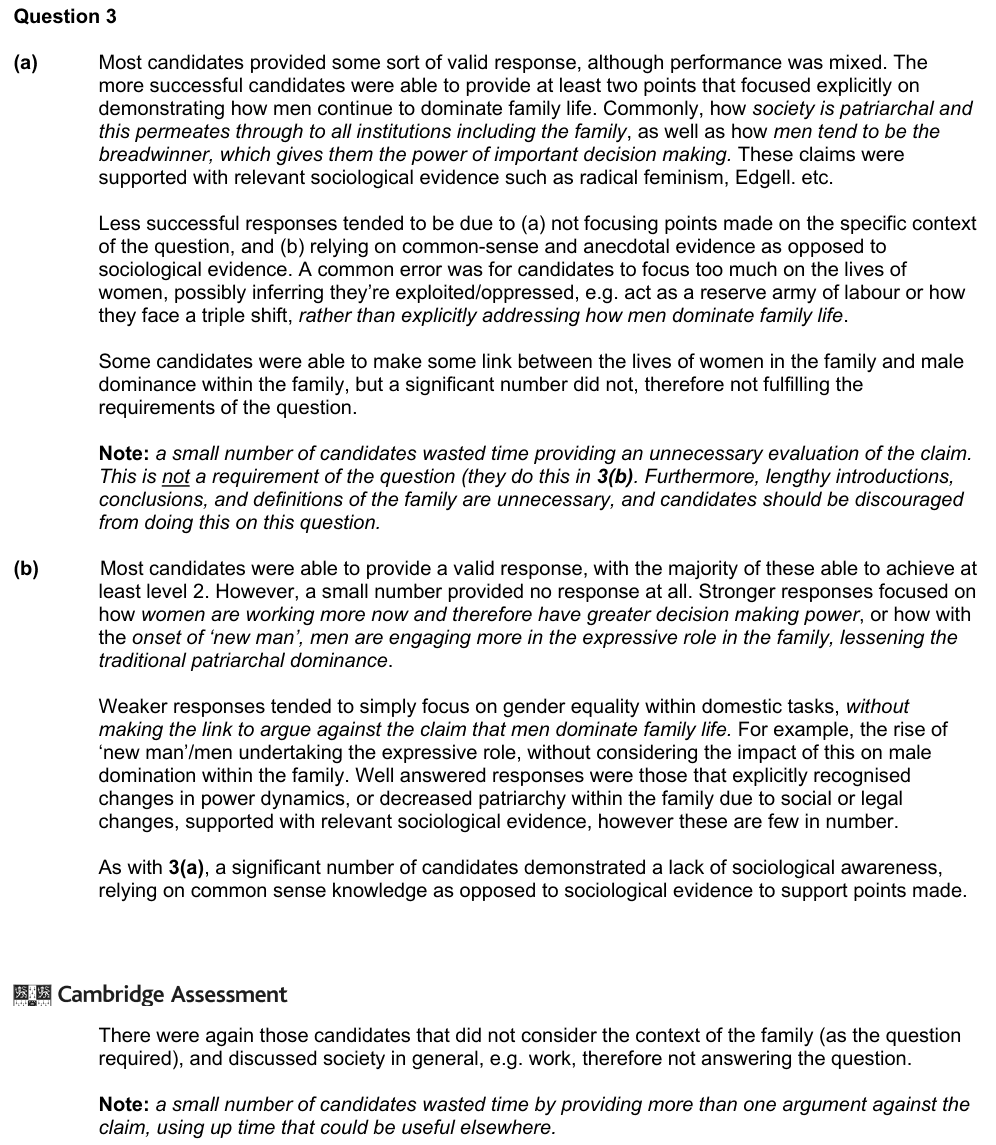 Question 3
(a) Most candidates provided some sort of valid response, although performance was mixed. The
more successful candidates were able to provide at least two points that focused explicitly on
demonstrating how men continue to dominate family life. Commonly, how society is patriarchal and
this permeates through to all institutions including the family, as well as how men tend to be the
breadwinner, which gives them the power of important decision making. These claims were
supported with relevant sociological evidence such as radical feminism, Edgell. etc.
Less successful responses tended to be due to (a) not focusing points made on the specific context
of the question, and (b) relying on common-sense and anecdotal evidence as opposed to
sociological evidence. A common error was for candidates to focus too much on the lives of
women, possibly inferring they’re exploited/oppressed, e.g. act as a reserve army of labour or how
they face a triple shift, rather than explicitly addressing how men dominate family life.
Some candidates were able to make some link between the lives of women in the family and male
dominance within the family, but a significant number did not, therefore not fulfilling the
requirements of the question.
Note: a small number of candidates wasted time providing an unnecessary evaluation of the claim.
This is not a requirement of the question (they do this in 3(b). Furthermore, lengthy introductions,
conclusions, and definitions of the family are unnecessary, and candidates should be discouraged
from doing this on this question.
(b) Most candidates were able to provide a valid response, with the majority of these able to achieve at
least level 2. However, a small number provided no response at all. Stronger responses focused on
how women are working more now and therefore have greater decision making power, or how with
the onset of ‘new man’, men are engaging more in the expressive role in the family, lessening the
traditional patriarchal dominance.
Weaker responses tended to simply focus on gender equality within domestic tasks, without
making the link to argue against the claim that men dominate family life. For example, the rise of
‘new man’/men undertaking the expressive role, without considering the impact of this on male
domination within the family. Well answered responses were those that explicitly recognised
changes in power dynamics, or decreased patriarchy within the family due to social or legal
changes, supported with relevant sociological evidence, however these are few in number.
As with 3(a), a significant number of candidates demonstrated a lack of sociological awareness,
relying on common sense knowledge as opposed to sociological evidence to support points made.
Cambridge Assessment
There were again those candidates that did not consider the context of the family (as the question
required), and discussed society in general, e.g. work, therefore not answering the question.
Note: a small number of candidates wasted time by providing more than one argument against the
claim, using up time that could be useful elsewhere.